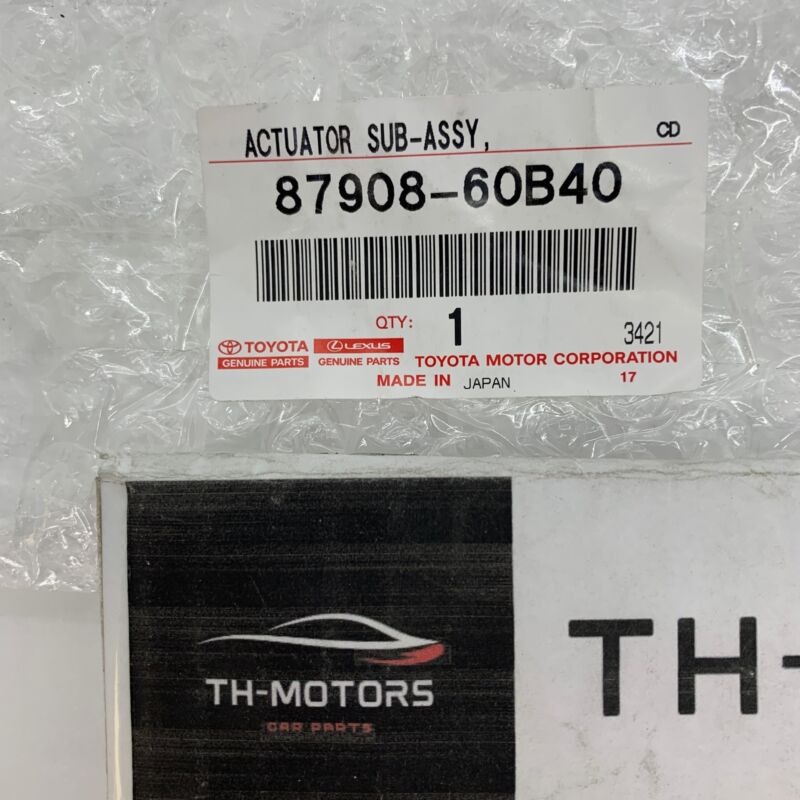 ACTUATOR SUB-ASSY, CD
87908-60B40
QTY: 1 3421
TOYOTA LEXUS
GENUINE PARTS GENUINE PARTS TOYOTA MOTOR CORPORATION
MADE IN JAPAN 17
TH-
TH-MOTORS
CAR PARTS